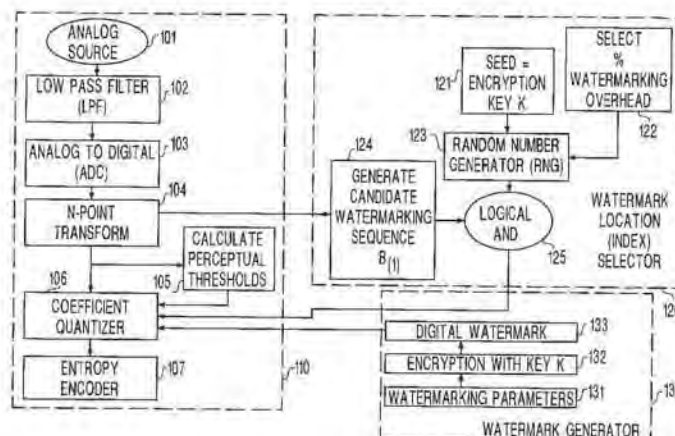 ANALOG
SOURCE
101
LOW PASS FILTER
(LPF)
102
ANALOG TO DIGITAL
(ADC)
103
N-POINT
TRANSFORM
104
CALCULATE
PERCEPTUAL
THRESHOLDS
105
106
COEFFICIENT
QUANTIZER
ENTROPY
ENCODER
107
110
121
SEED =
ENCRYPTION
KEY K
SELECT
%
WATERMARKING
OVERHEAD
122
123
RANDOM NUMBER
GENERATOR (RNG)
124
GENERATE
CANDIDATE
WATERMARKING
SEQUENCE
B(1)
LOGICAL
AND
125
WATERMARK
LOCATION
(INDEX)
SELECTOR
DIGITAL WATERMARK
133
ENCRYPTION WITH KEY K
132
WATERMARKING PARAMETERS
131
WATERMARK GENERATOR